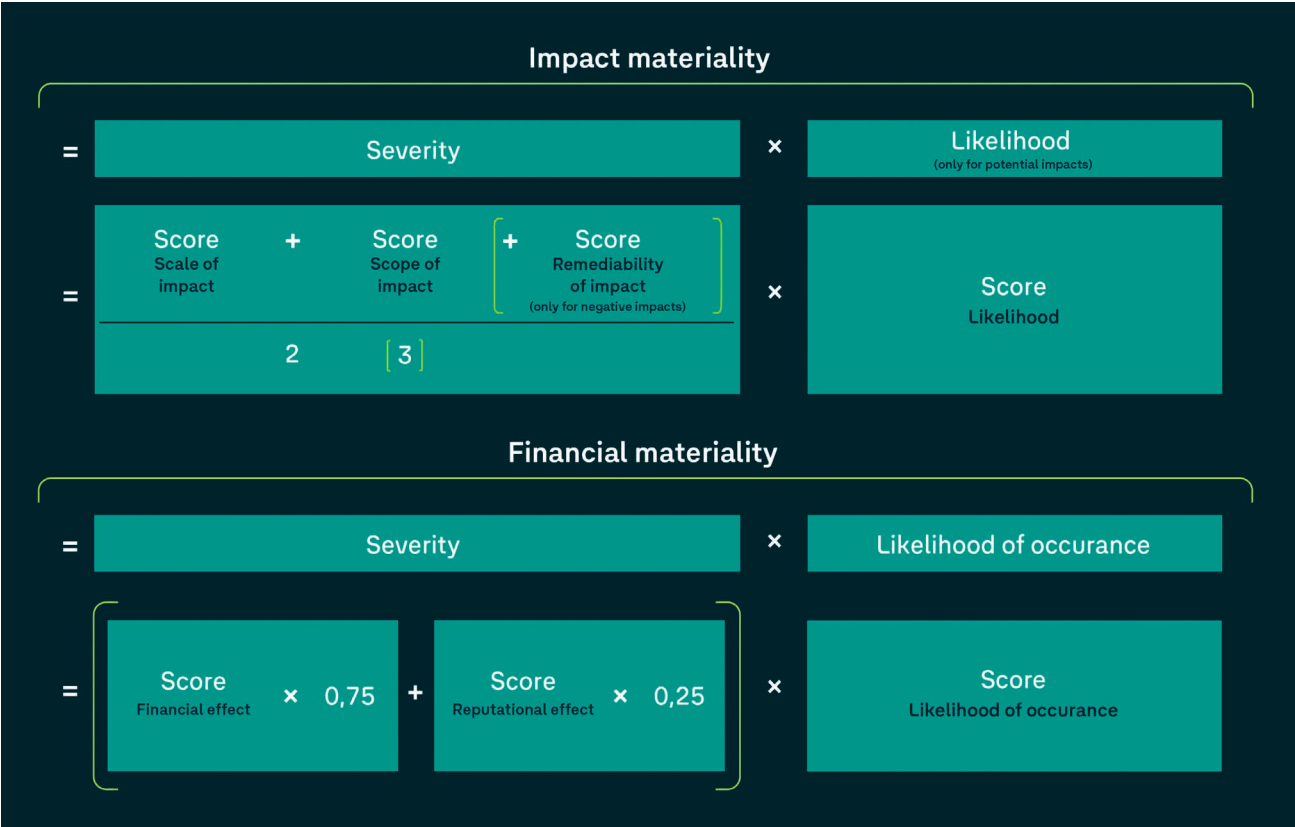 Impact materiality
= Severity × Likelihood
(only for potential impacts)
= Score + Score [+ Score] × Score
Scale of impact
Scope of impact
Remediability of impact
(only for negative impacts)
Likelihood
2 [3]
Financial materiality
= Severity × Likelihood of occurance
= [Score × 0,75 + Score × 0,25] × Score
Financial effect
Reputational effect
Likelihood of occurance